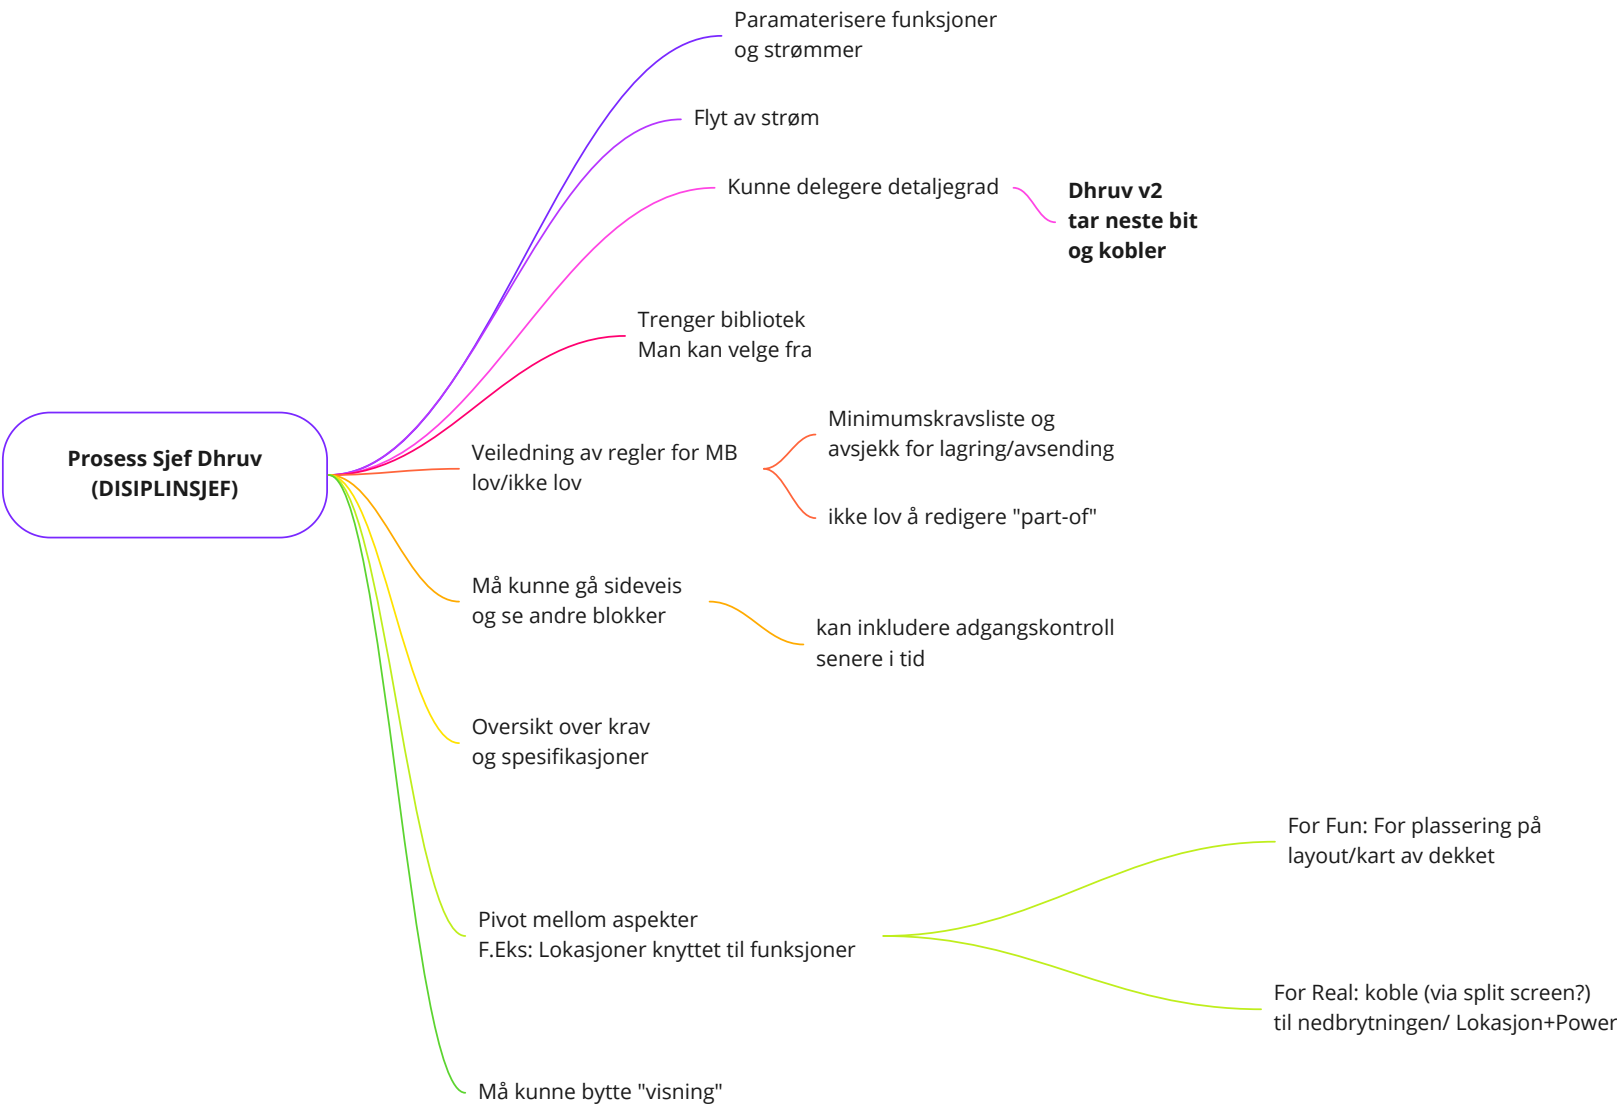 Paramaterisere funksjoner
og strømmer
Flyt av strøm
Kunne delegere detaljegrad
Dhruv v2
tar neste bit
og kobler
Trenger bibliotek
Man kan velge fra
Prosess Sjef Dhruv
(DISIPLINSJEF)
Veiledning av regler for MB
lov/ikke lov
Minimumskravsliste og
avsjekk for lagring/avsending
ikke lov å redigere "part-of"
Må kunne gå sideveis
og se andre blokker
kan inkludere adgangskontroll
senere i tid
Oversikt over krav
og spesifikasjoner
Pivot mellom aspekter
F.Eks: Lokasjoner knyttet til funksjoner
For Fun: For plassering på
layout/kart av dekket
For Real: koble (via split screen?)
til nedbrytningen/ Lokasjon+Power
Må kunne bytte "visning"